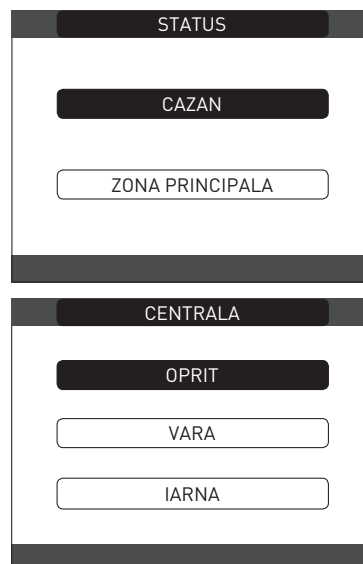 STATUS
CAZAN
ZONA PRINCIPALA
CENTRALA
OPRIT
VARA
IARNA